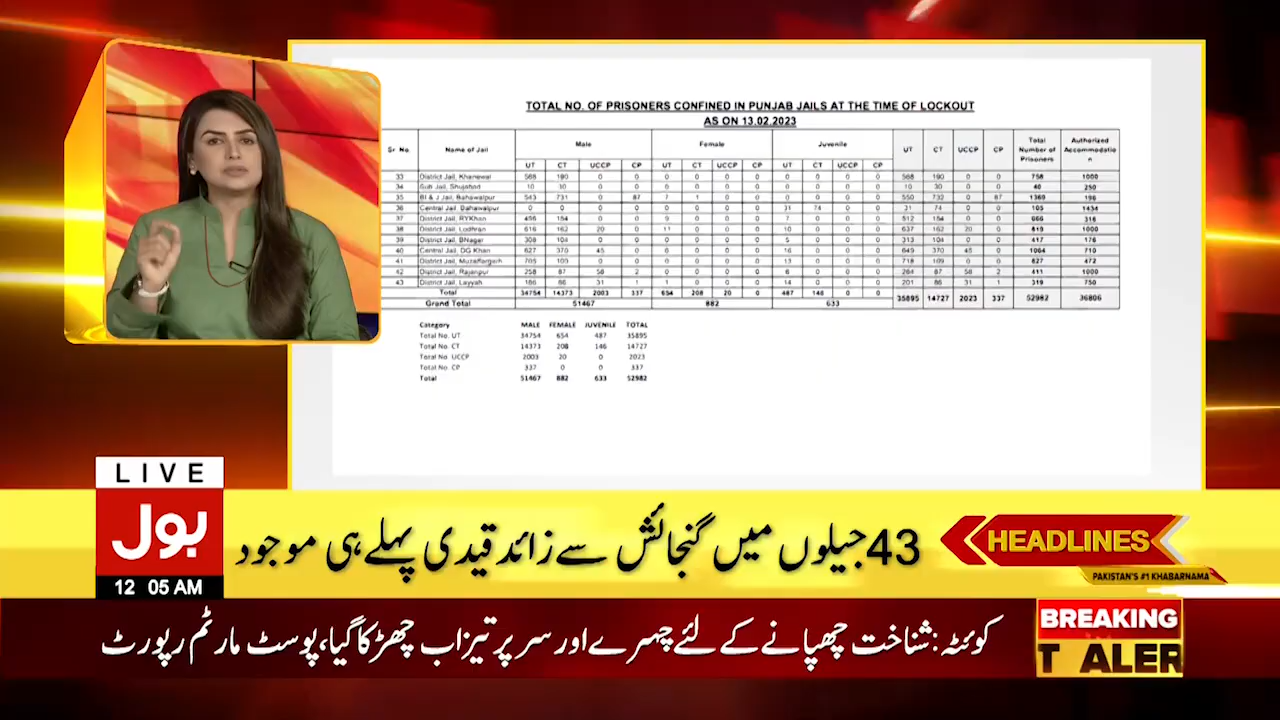 TOTAL NO. OF PRISONERS CONFINED IN PUNJAB JAILS AT THE TIME OF LOCKOUT
AS ON 13.02.2023
Sr No. Name of Jail Male Female Juvenile UT CT UCCP CP Total Number of Prisoners Authorized Accommodation
UT CT UCCP CP UT CT UCCP CP UT CT UCCP CP
33 District Jail, Khanewal 568 190 0 0 0 0 0 0 0 0 0 0 568 190 0 0 758 1000
34 Sub Jail, Shujabad 10 30 0 0 0 0 0 0 0 0 0 0 10 30 0 0 40 250
35 BI & J Jail, Bahawalpur 543 731 0 87 7 1 0 0 0 0 0 0 550 732 0 87 1369 196
36 Central Jail, Bahawalpur 0 0 0 0 0 0 0 0 31 74 0 0 31 74 0 0 105 1434
37 District Jail, RYKhan 154 0 0 0 0 0 7 0 0 0 512 154 0 0 666 316
38 District Jail, Lodhran 616 162 20 0 11 0 0 0 10 0 0 0 637 162 20 0 819 1000
39 District Jail, BNagar 308 104 0 0 0 0 0 0 5 0 0 0 313 104 0 0 417 176
40 Central Jail, DG Khan 627 370 45 0 6 0 0 0 16 0 0 0 649 370 45 0 1064 710
41 District Jail, Muzaffargarh 705 109 0 0 0 0 0 0 13 0 0 0 718 109 0 0 827 472
42 District Jail, Rajanpur 258 87 58 2 0 0 0 0 6 0 0 0 264 87 58 2 411 1000
43 District Jail, Layyah 186 86 31 1 1 0 0 0 14 0 0 0 201 86 31 1 319 750
Total 34754 14373 2003 337 654 208 20 0 487 146 0 0 35895 14727 2023 337 52982 36806
Grand Total 51467 882 633
Category MALE FEMALE JUVENILE TOTAL
Total No. UT 34754 654 487 35895
Total No. CT 14373 208 146 14727
Total No. UCCP 2003 20 0 2023
Total No. CP 337 0 0 337
Total 51467 882 633 52982
LIVE
بول
12 05 AM
43 جیلوں میں گنجائش سے زائد قیدی پہلے ہی موجود
HEADLINES
PAKISTAN'S #1 KHABARNAMA
کوئٹہ: شناخت چھپانے کے لئے چہرے اور سر پر تیزاب چھڑکا گیا، پوسٹ مارٹم رپورٹ
BREAKING
T ALER